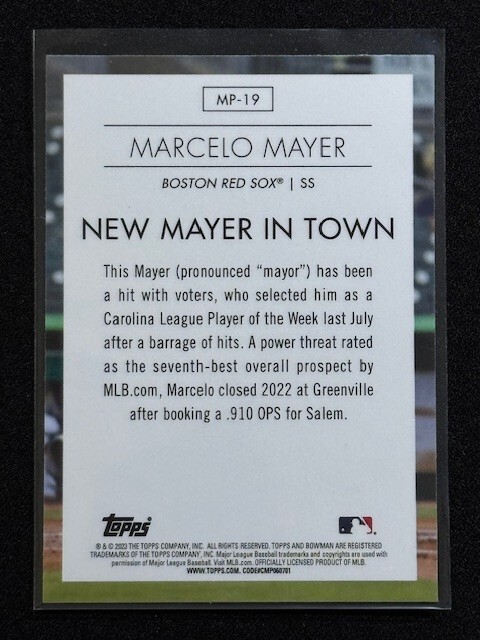 MP-19
MARCELO MAYER
BOSTON RED SOX® | SS
NEW MAYER IN TOWN
This Mayer (pronounced “mayor”) has been
a hit with voters, who selected him as a
Carolina League Player of the Week last July
after a barrage of hits. A power threat rated
as the seventh-best overall prospect by
MLB.com, Marcelo closed 2022 at Greenville
after booking a .910 OPS for Salem.
topps
® & © 2023 THE TOPPS COMPANY, INC. ALL RIGHTS RESERVED. TOPPS AND BOWMAN ARE REGISTERED
TRADEMARKS OF THE TOPPS COMPANY, INC. Major League Baseball trademarks and copyrights are used with
permission of Major League Baseball. Visit MLB.com. OFFICIALLY LICENSED PRODUCT OF MLB.
WWW.TOPPS.COM. CODE#CMP060701